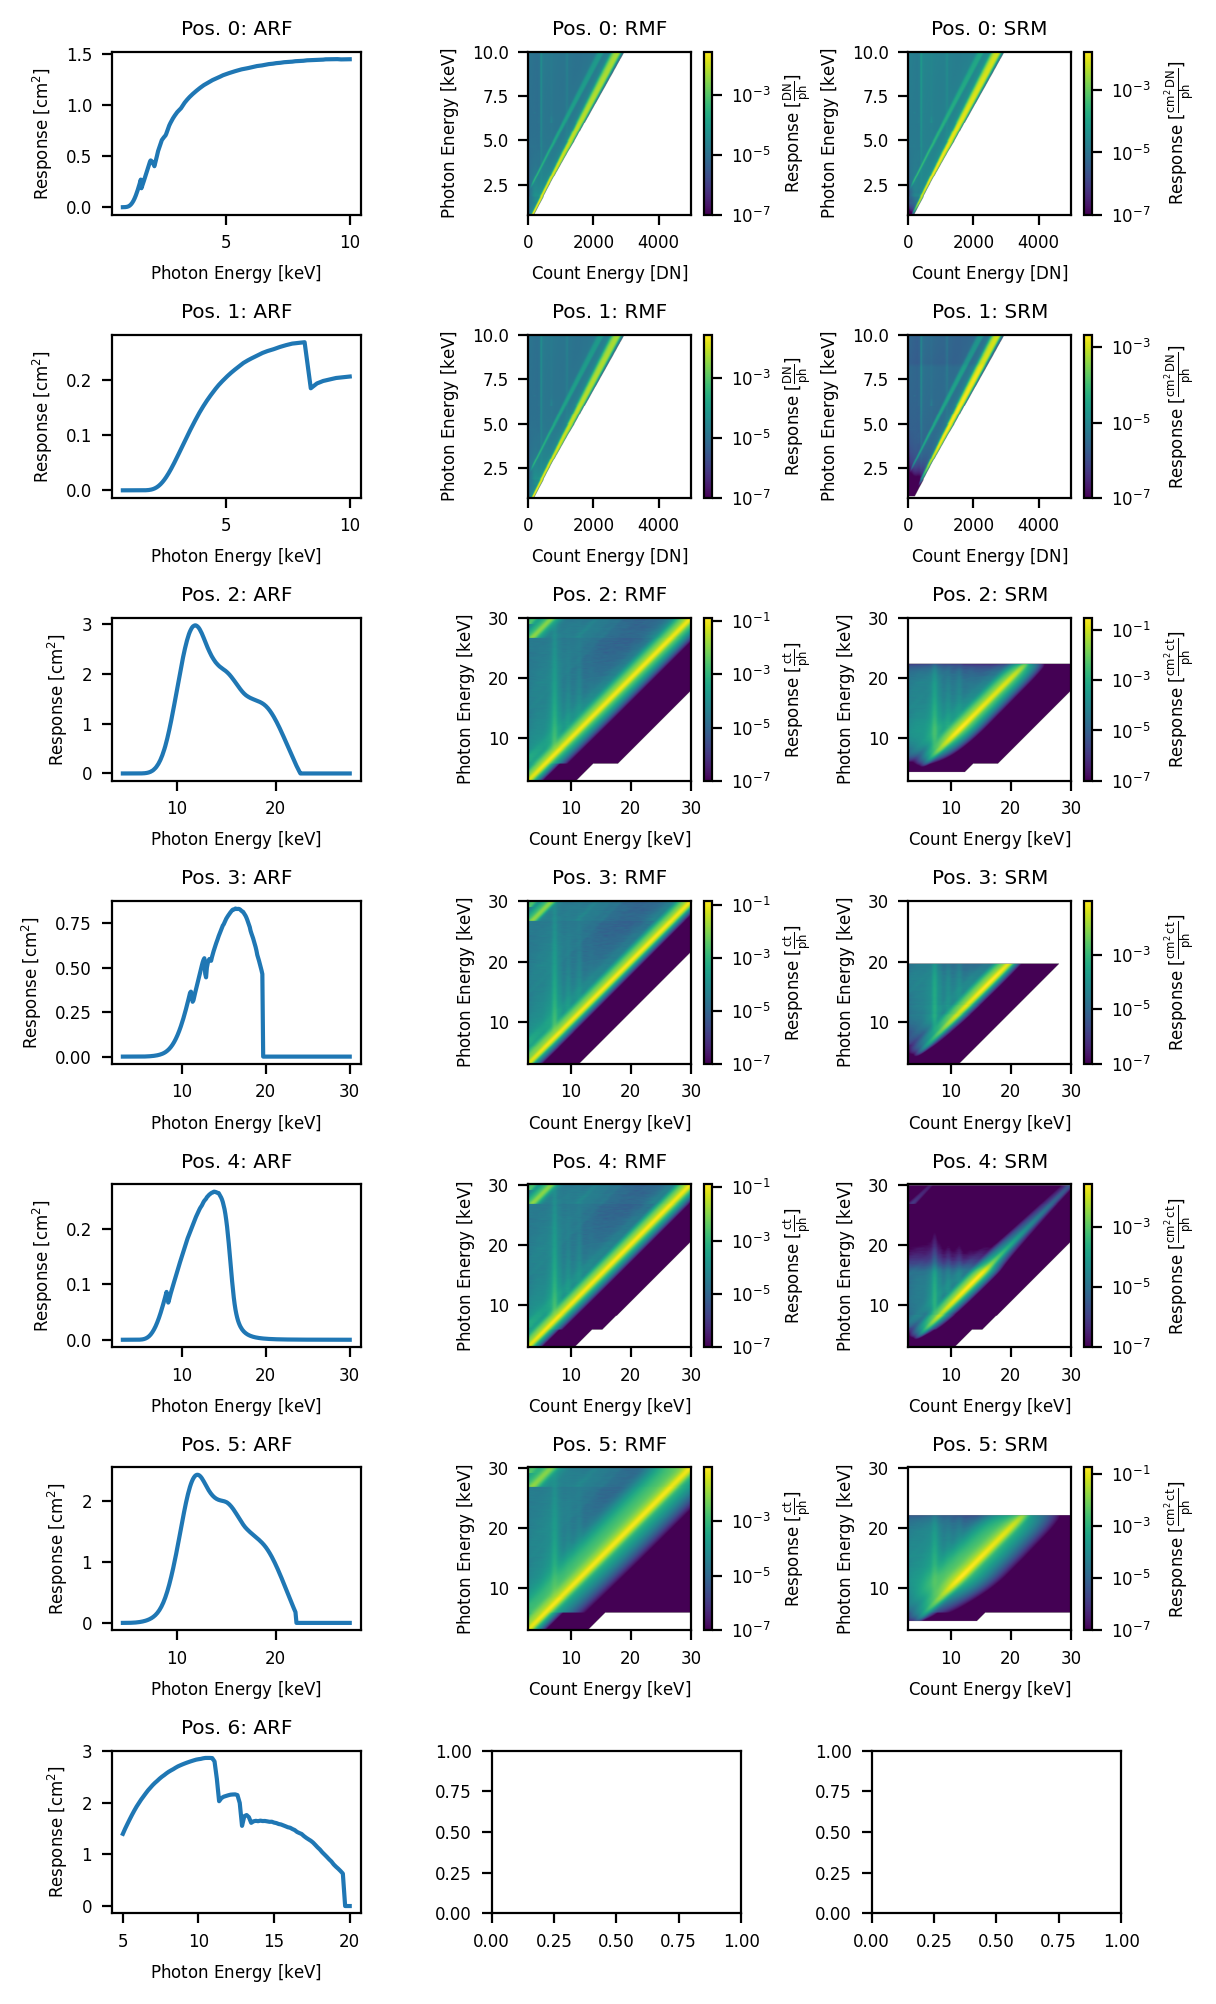 Pos. 0: ARF
Response [cm²]
1.5
1.0
0.5
0.0
5 10
Photon Energy [keV]
Pos. 0: RMF
Photon Energy [keV]
10.0
7.5
5.0
2.5
0 2000 4000
Count Energy [DN]
10⁻³
10⁻⁵
10⁻⁷
Response [DN/ph]
Pos. 0: SRM
Photon Energy [keV]
10.0
7.5
5.0
2.5
0 2000 4000
Count Energy [DN]
10⁻³
10⁻⁵
10⁻⁷
Response [cm² DN/ph]
Pos. 1: ARF
Response [cm²]
0.2
0.1
0.0
5 10
Photon Energy [keV]
Pos. 1: RMF
Photon Energy [keV]
10.0
7.5
5.0
2.5
0 2000 4000
Count Energy [DN]
10⁻³
10⁻⁵
10⁻⁷
Response [DN/ph]
Pos. 1: SRM
Photon Energy [keV]
10.0
7.5
5.0
2.5
0 2000 4000
Count Energy [DN]
10⁻³
10⁻⁵
10⁻⁷
Response [cm² DN/ph]
Pos. 2: ARF
Response [cm²]
3
2
1
0
10 20
Photon Energy [keV]
Pos. 2: RMF
Photon Energy [keV]
30
20
10
10 20 30
Count Energy [keV]
10⁻¹
10⁻³
10⁻⁵
10⁻⁷
Response [ct/ph]
Pos. 2: SRM
Photon Energy [keV]
30
20
10
10 20 30
Count Energy [keV]
10⁻¹
10⁻³
10⁻⁵
10⁻⁷
Response [cm² ct/ph]
Pos. 3: ARF
Response [cm²]
0.75
0.50
0.25
0.00
10 20 30
Photon Energy [keV]
Pos. 3: RMF
Photon Energy [keV]
30
20
10
10 20 30
Count Energy [keV]
10⁻¹
10⁻³
10⁻⁵
10⁻⁷
Response [ct/ph]
Pos. 3: SRM
Photon Energy [keV]
30
20
10
10 20 30
Count Energy [keV]
10⁻³
10⁻⁵
10⁻⁷
Response [cm² ct/ph]
Pos. 4: ARF
Response [cm²]
0.2
0.1
0.0
10 20 30
Photon Energy [keV]
Pos. 4: RMF
Photon Energy [keV]
30
20
10
10 20 30
Count Energy [keV]
10⁻¹
10⁻³
10⁻⁵
10⁻⁷
Response [ct/ph]
Pos. 4: SRM
Photon Energy [keV]
30
20
10
10 20 30
Count Energy [keV]
10⁻³
10⁻⁵
10⁻⁷
Response [cm² ct/ph]
Pos. 5: ARF
Response [cm²]
2
1
0
10 20
Photon Energy [keV]
Pos. 5: RMF
Photon Energy [keV]
30
20
10
10 20 30
Count Energy [keV]
10⁻³
10⁻⁵
10⁻⁷
Response [ct/ph]
Pos. 5: SRM
Photon Energy [keV]
30
20
10
10 20 30
Count Energy [keV]
10⁻¹
10⁻³
10⁻⁵
10⁻⁷
Response [cm² ct/ph]
Pos. 6: ARF
Response [cm²]
3
2
1
0
5 10 15 20
Photon Energy [keV]
1.00
0.75
0.50
0.25
0.00
0.00 0.25 0.50 0.75 1.00
1.00
0.75
0.50
0.25
0.00
0.00 0.25 0.50 0.75 1.00